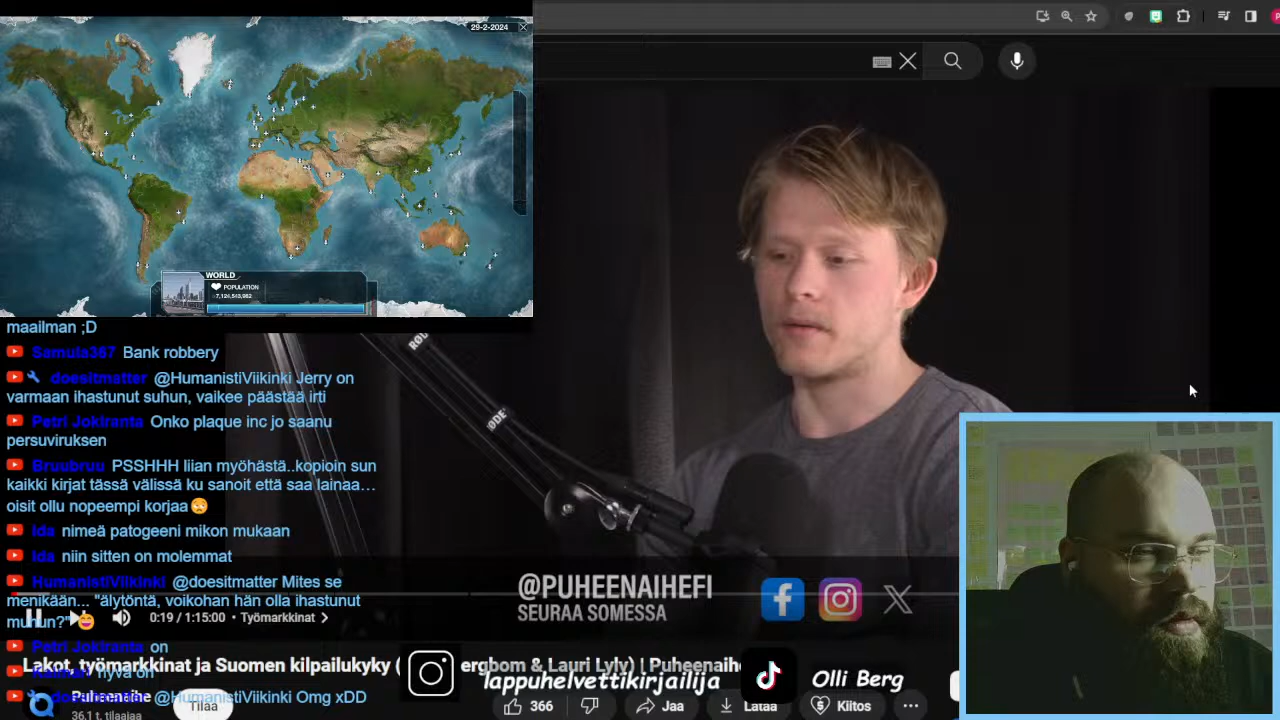 29-2-2024
WORLD
POPULATION
maailman ;D
Samula367 Bank robbery
doesitmatter @HumanistiViikinki Jerry on
varmaan ihastunut suhun, vaikee päästää irti
Petri Jokiranta Onko plaque inc jo saanu
persuviruksen
Bruubruu PSSHHH liian myöhästä..kopioin sun
kaikki kirjat tässä välissä ku sanoit että saa lainaa…
oisit ollu nopeempi korjaa
Ida nimeä patogeeni mikon mukaan
Ida niin sitten on molemmat
HumanistiViikinki @doesitmatter Mites se
menikään... "älytöntä, voikohan hän olla ihastunut
muhun?"
Petri Jokiranta on
hyvä on
doesitmatter @HumanistiViikinki Omg xDD
RØDE
@PUHEENAIHEFI
SEURAA SOMESSA
0:19 / 1:15:00 • Työmarkkinat
Lakot, työmarkkinat ja Suomen kilpailukyky ( ergbom & Lauri Lyly) | Puheenaihe
Puheenaihe
36,1 t. tilaajaa
Tilaa
lappuhelvettikirjailija
Olli Berg
366
Jaa
Lataa
Kiitos